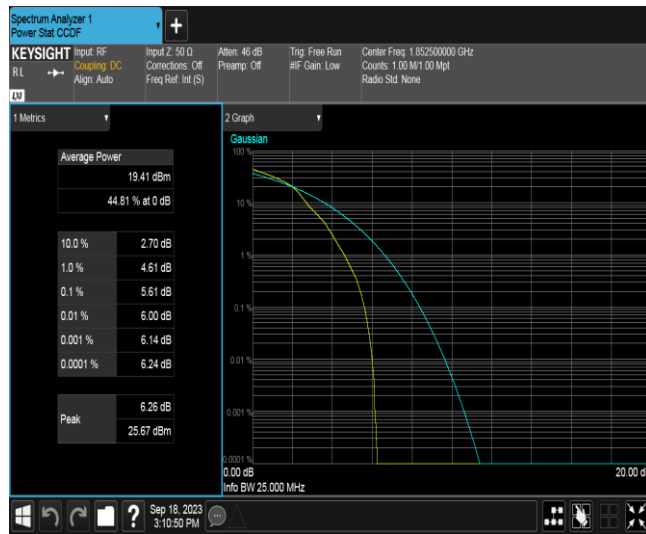 Spectrum Analyzer 1
Power Stat CCDF
+
KEYSIGHT
RL
LXI
Input: RF
Coupling: DC
Align: Auto
Input Z: 50 Ω
Corrections: Off
Freq Ref: Int (S)
Atten: 46 dB
Preamp: Off
Trig: Free Run
#IF Gain: Low
Center Freq: 1.852500000 GHz
Counts: 1.00 M/1.00 Mpt
Radio Std: None
1 Metrics
Average Power
19.41 dBm
44.81 % at 0 dB
10.0 % 2.70 dB
1.0 % 4.61 dB
0.1 % 5.61 dB
0.01 % 6.00 dB
0.001 % 6.14 dB
0.0001 % 6.24 dB
Peak
6.26 dB
25.67 dBm
2 Graph
Gaussian
100 %
10 %
1 %
0.1 %
0.01 %
0.001 %
0.0001 %
0.00 dB 20.00 d
Info BW 25.000 MHz
?
Sep 18, 2023
3:10:50 PM